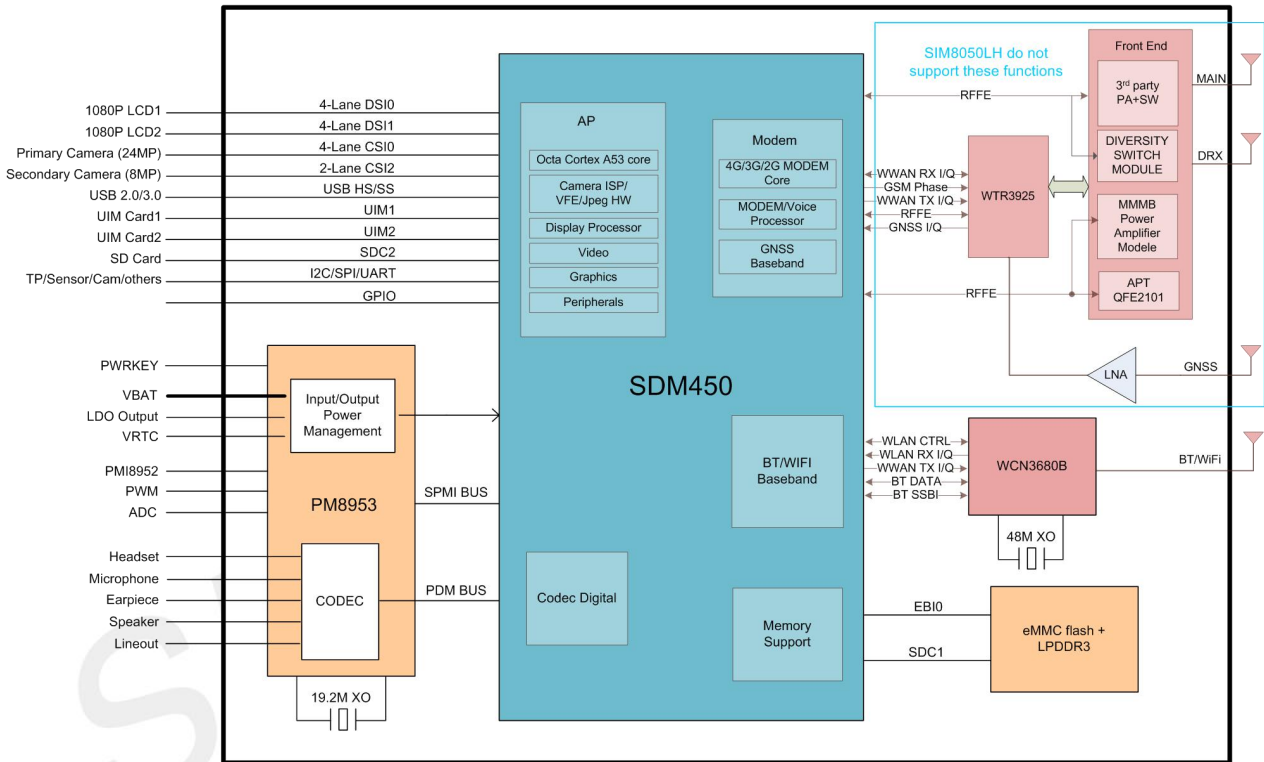 SIM8050LH do not
support these functions
Front End
3rd party
PA+SW
MAIN
DIVERSITY
SWITCH
MODULE
DRX
MMMB
Power
Amplifier
Modele
APT
QFE2101
RFFE
WWAN RX I/Q
GSM Phase
WWAN TX I/Q
RFFE
GNSS I/Q
WTR3925
RFFE
LNA
GNSS
1080P LCD1
4-Lane DSI0
1080P LCD2
4-Lane DSI1
Primary Camera (24MP)
4-Lane CSI0
Secondary Camera (8MP)
2-Lane CSI2
USB 2.0/3.0
USB HS/SS
UIM Card1
UIM1
UIM Card2
UIM2
SD Card
SDC2
TP/Sensor/Cam/others
I2C/SPI/UART
GPIO
AP
Octa Cortex A53 core
Camera ISP/
VFE/Jpeg HW
Display Processor
Video
Graphics
Peripherals
Modem
4G/3G/2G MODEM
Core
MODEM/Voice
Processor
GNSS
Baseband
SDM450
PWRKEY
VBAT
LDO Output
VRTC
Input/Output
Power
Management
PMI8952
PWM
ADC
PM8953
SPMI BUS
Headset
Microphone
Earpiece
Speaker
Lineout
CODEC
PDM BUS
19.2M XO
Codec Digital
BT/WIFI
Baseband
WLAN CTRL
WLAN RX I/Q
WWAN TX I/Q
BT DATA
BT SSBI
WCN3680B
BT/WiFi
48M XO
Memory
Support
EBI0
SDC1
eMMC flash +
LPDDR3